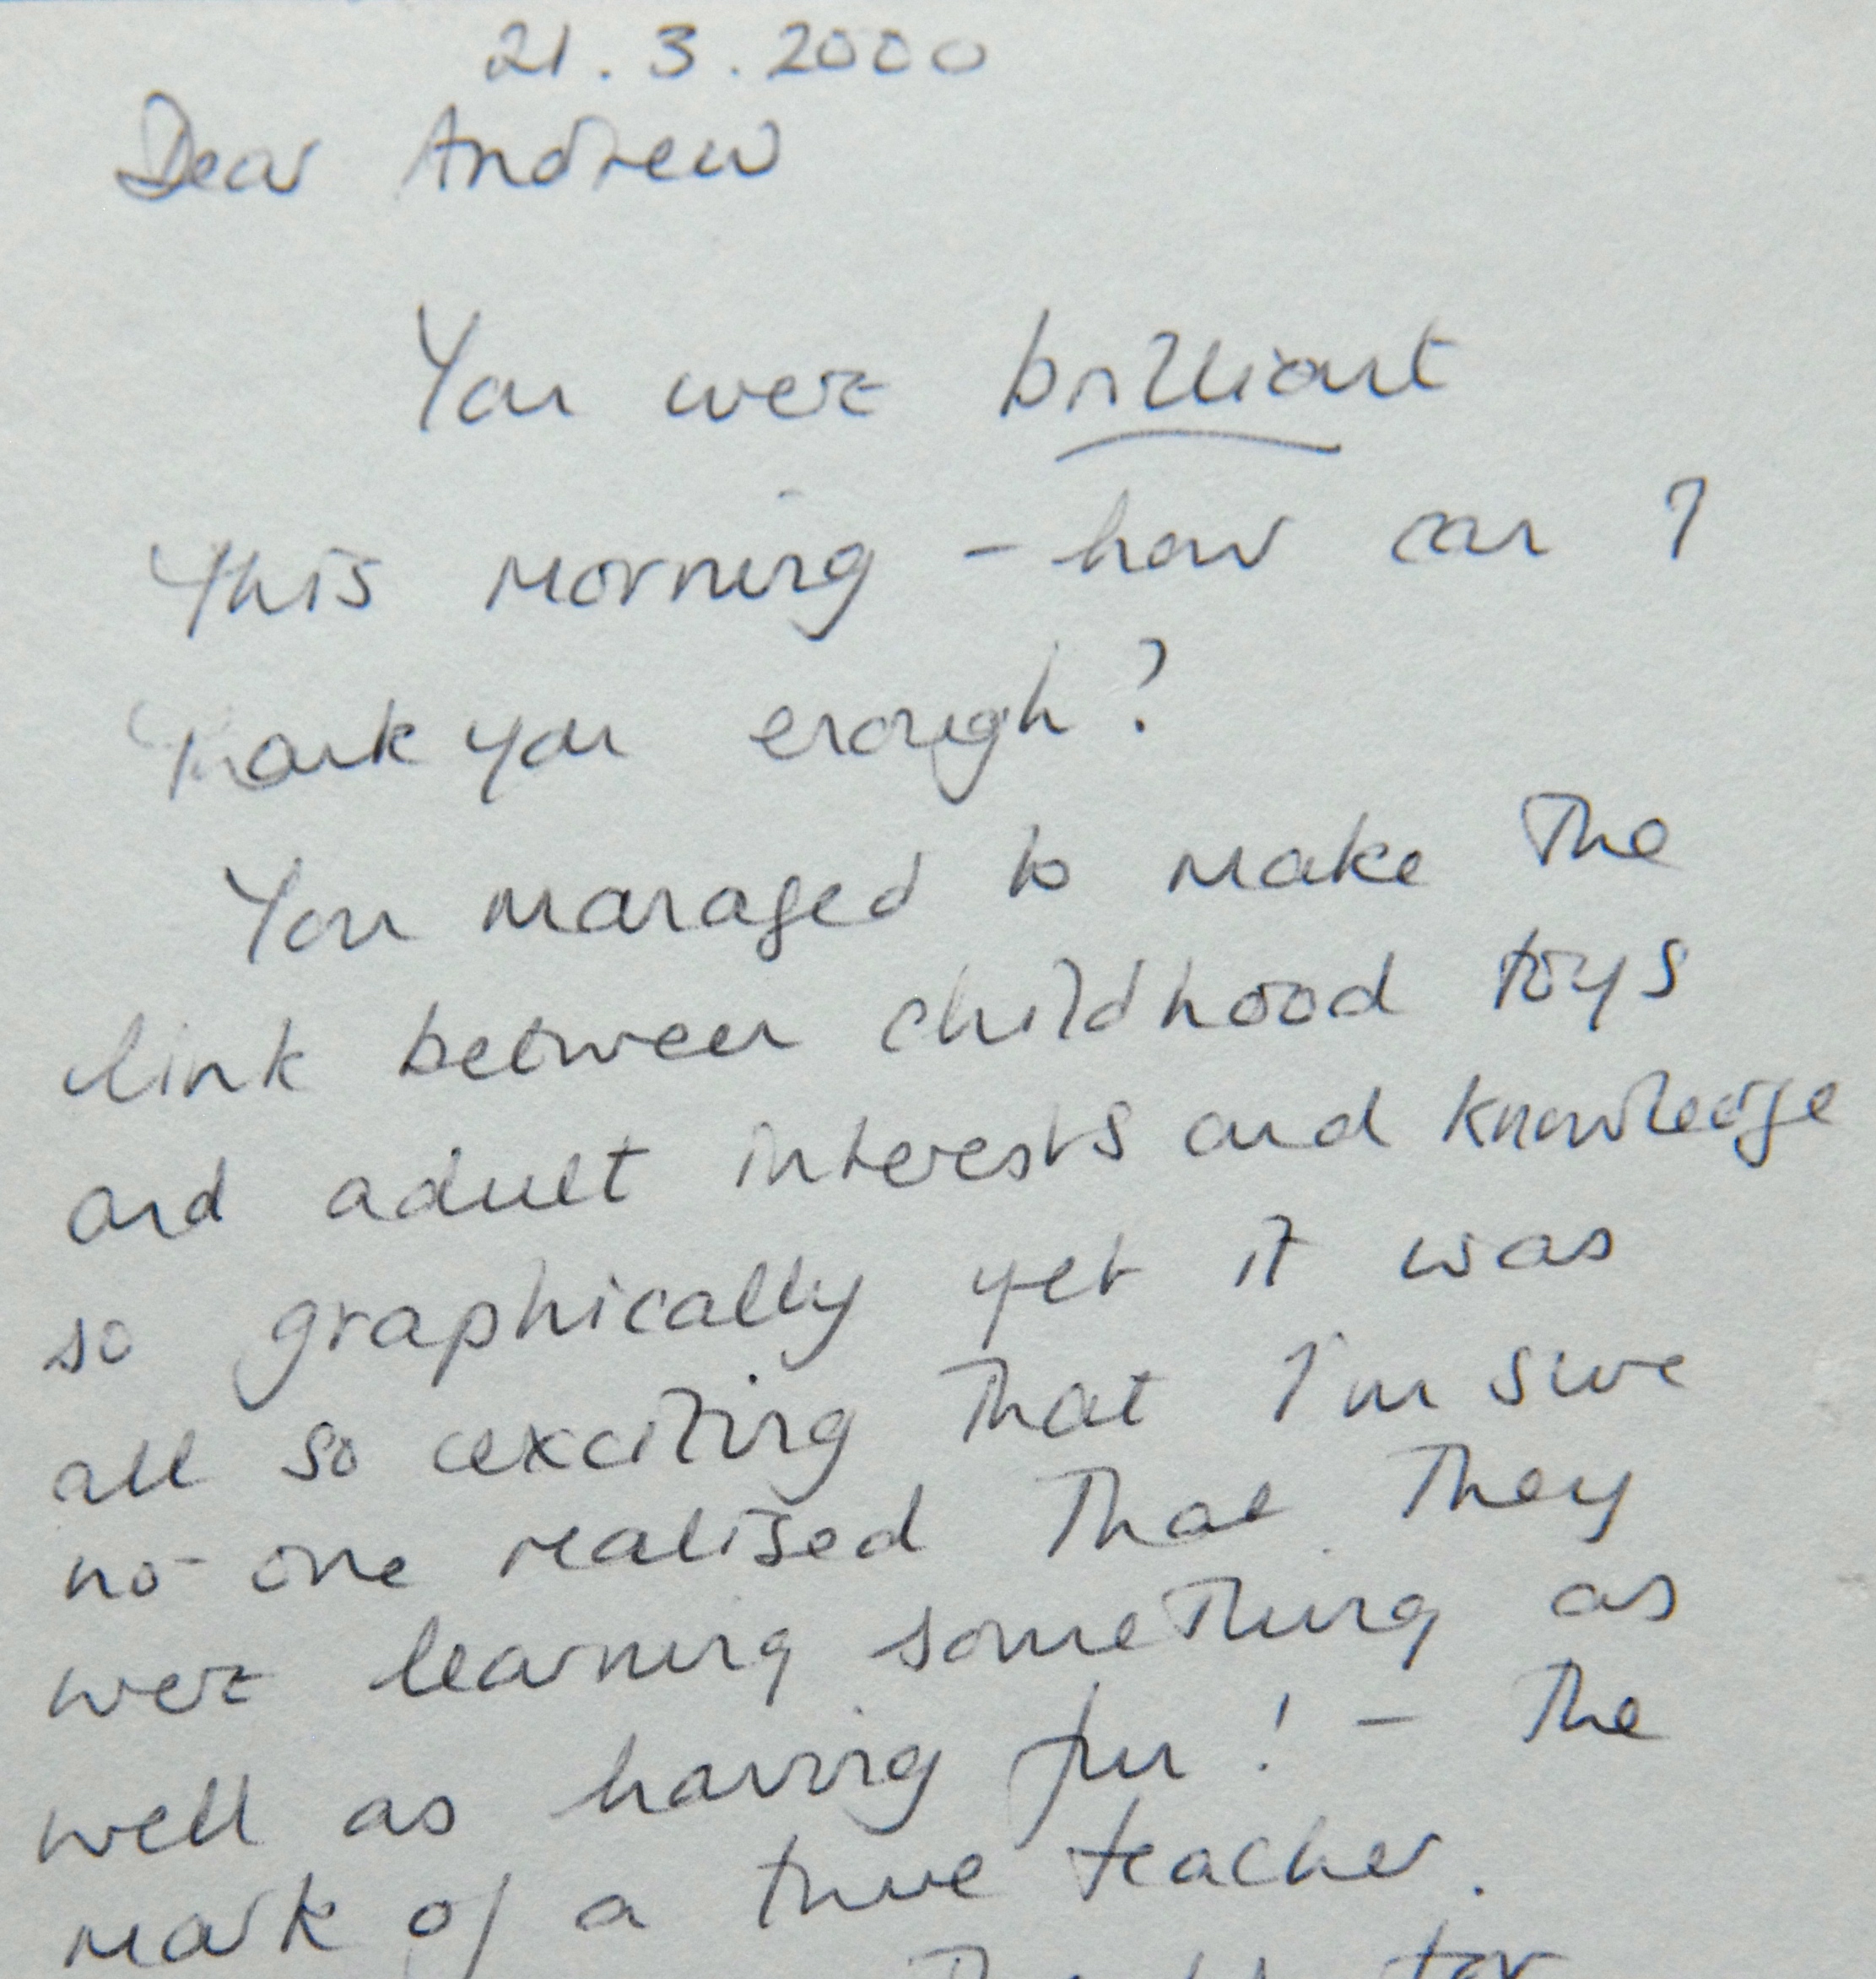 21.3.2000
Dear Andrew
You were brilliant
this morning - how can I
thank you enough?
You managed to make the
link between childhood toys
and adult interests and knowledge
so graphically yet it was
all so exciting that I'm sure
no-one realised that they
were learning something as
well as having fun! - the
mark of a true teacher.
for